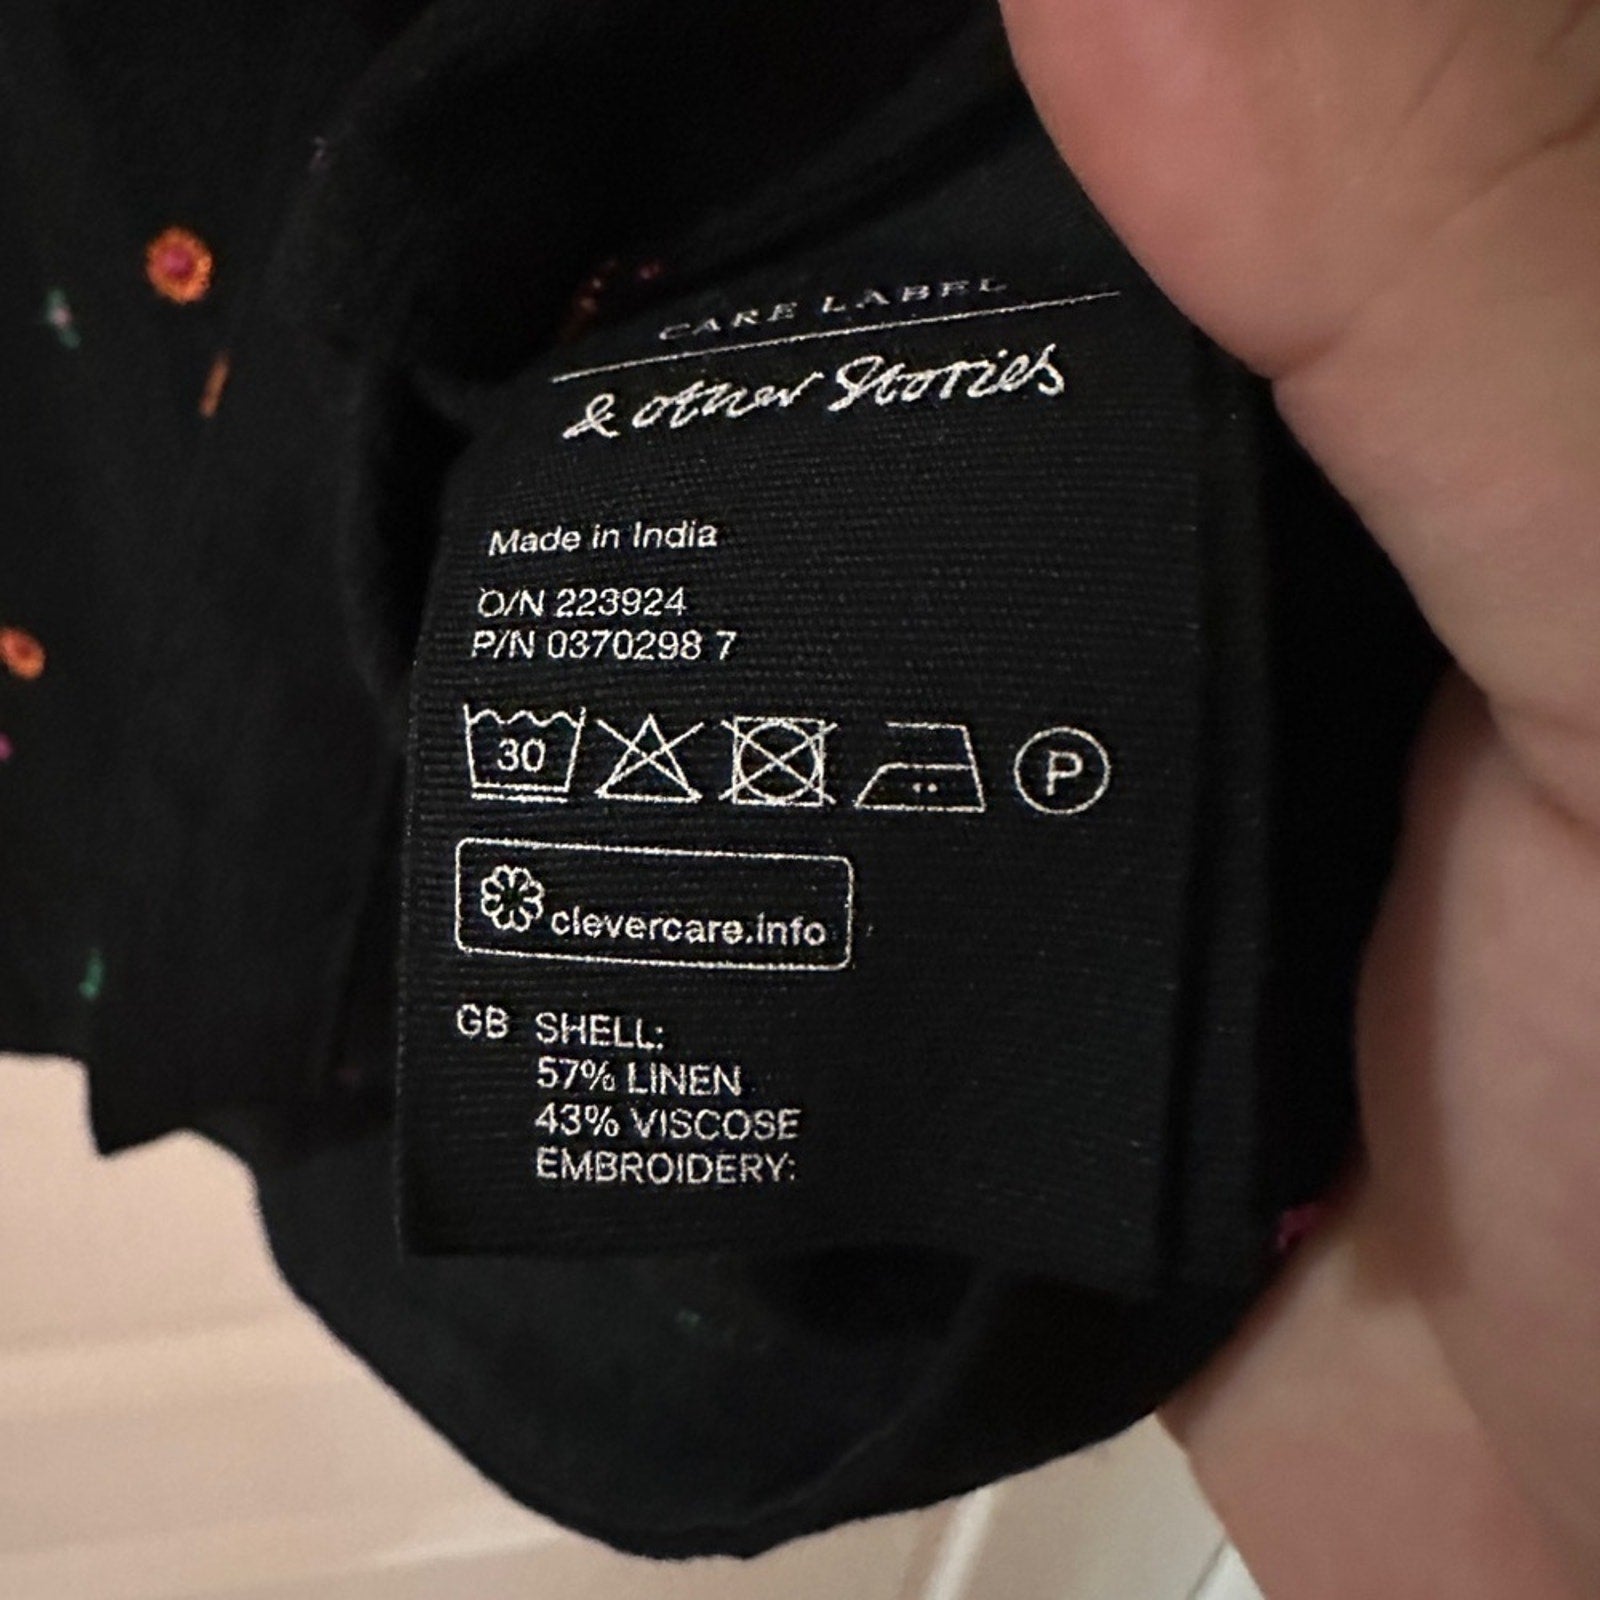 CARE LABEL
& other Stories
Made in India
O/N 223924
P/N 0370298 7
30
P
clevercare.info
GB SHELL:
57% LINEN
43% VISCOSE
EMBROIDERY: